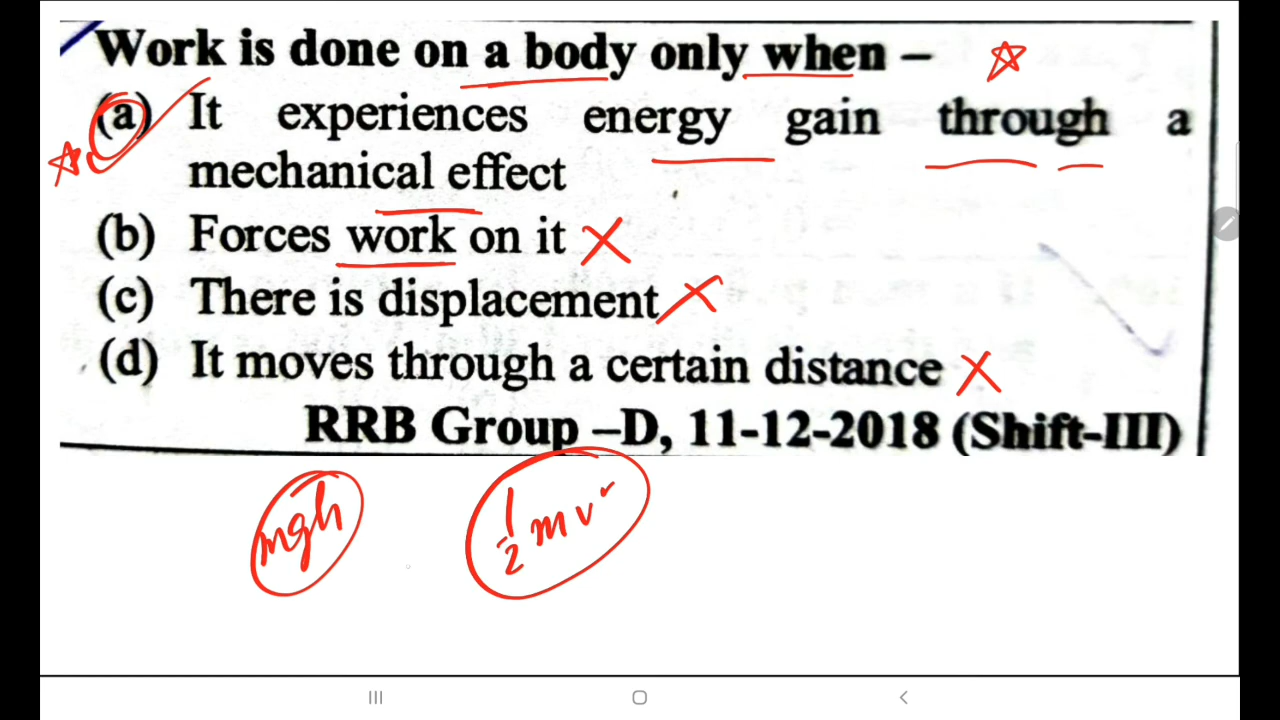 Work is done on a body only when –
(a) It experiences energy gain through a
mechanical effect
(b) Forces work on it
(c) There is displacement
(d) It moves through a certain distance
RRB Group –D, 11-12-2018 (Shift-III)
mgh
1/2 mv²